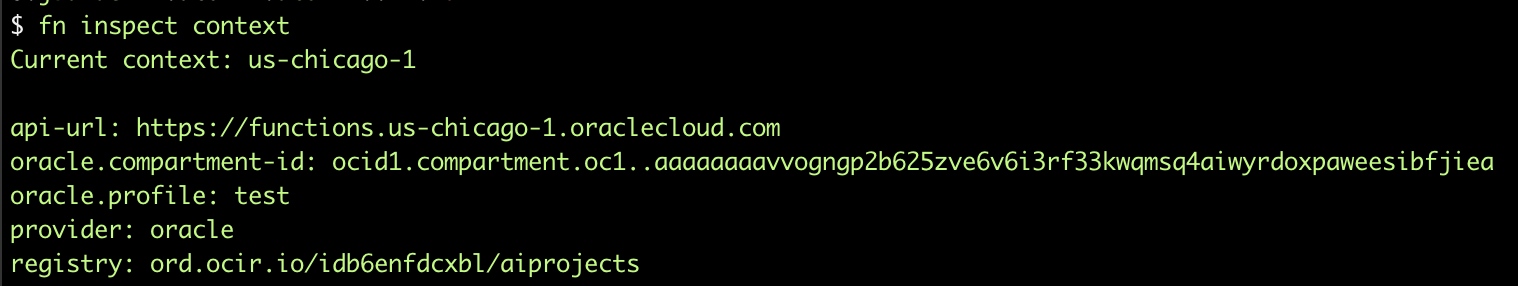 $ fn inspect context
Current context: us-chicago-1
api-url: https://functions.us-chicago-1.oraclecloud.com
oracle.compartment-id: ocid1.compartment.oc1..aaaaaaaavvogngp2b625zve6v6i3rf33kwqmsq4aiwyrdoxpaweesibfjiea
oracle.profile: test
provider: oracle
registry: ord.ocir.io/idb6enfdcxbl/aiprojects